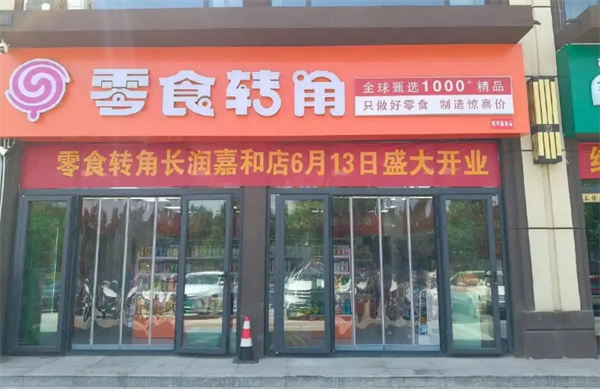 零食转角
全球甄选1000+精品
只做好零食 制造惊喜价
零食转角长润嘉和店6月13日盛大开业